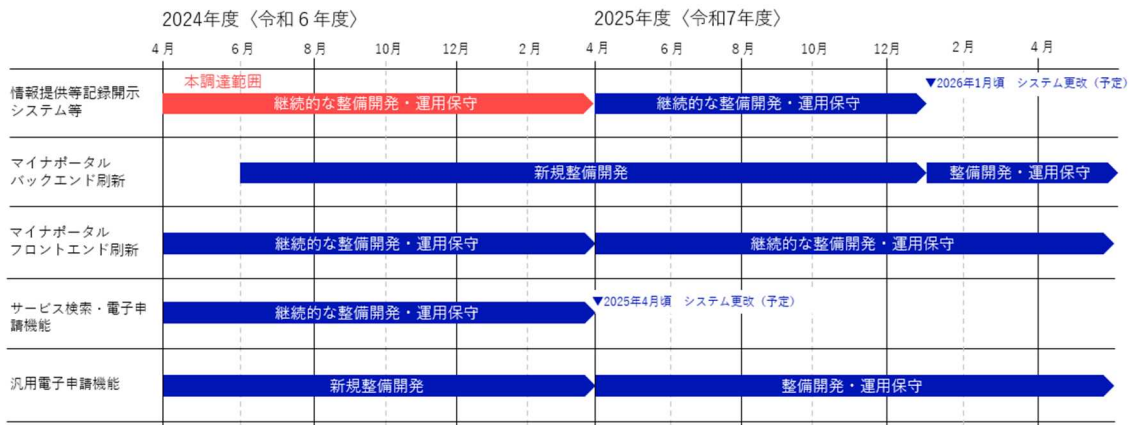 2024年度〈令和６年度〉
2025年度〈令和7年度〉
4月 6月 8月 10月 12月 2月 4月 6月 8月 10月 12月 2月 4月
情報提供等記録開示
システム等
本調達範囲
継続的な整備開発・運用保守
継続的な整備開発・運用保守
▼2026年1月頃 システム更改（予定）
マイナポータル
バックエンド刷新
新規整備開発
整備開発・運用保守
マイナポータル
フロントエンド刷新
継続的な整備開発・運用保守
継続的な整備開発・運用保守
サービス検索・電子申
請機能
継続的な整備開発・運用保守
▼2025年4月頃 システム更改（予定）
汎用電子申請機能
新規整備開発
整備開発・運用保守